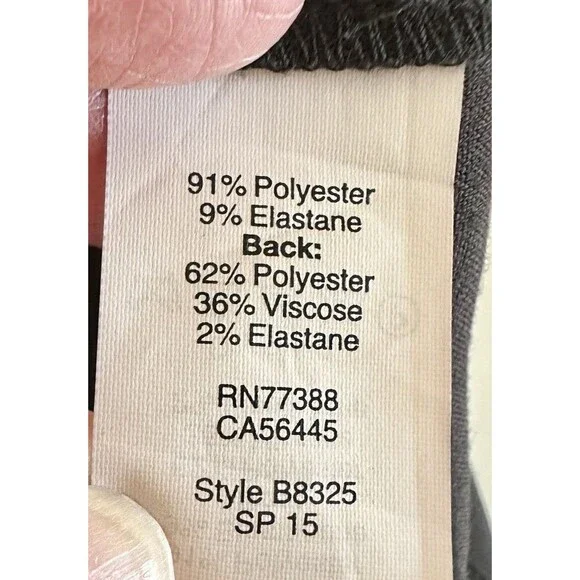 91% Polyester
9% Elastane
Back:
62% Polyester
36% Viscose
2% Elastane
RN77388
CA56445
Style B8325
SP 15